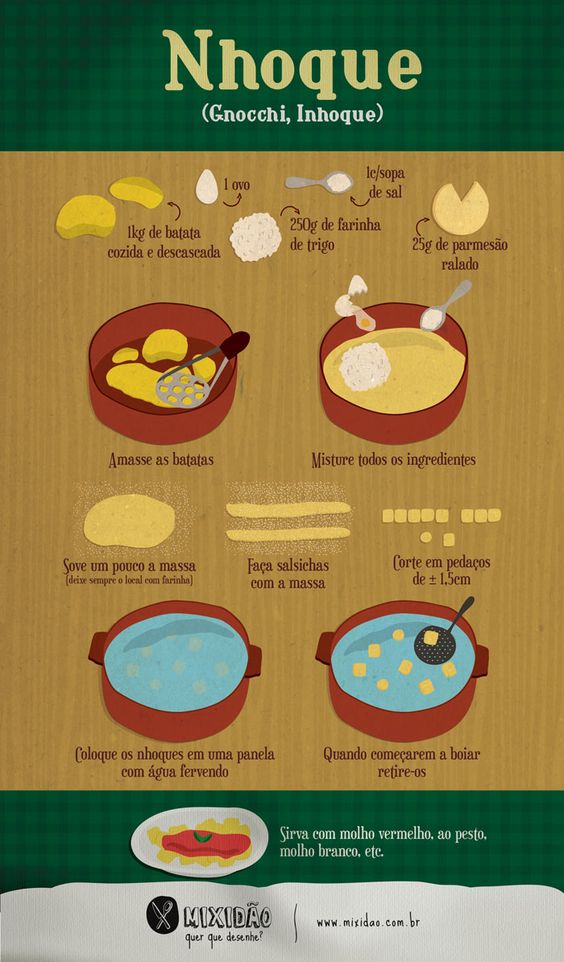 Nhoque
(Gnocchi, Inhoque)
1kg de batata
cozida e descascada
1 ovo
250g de farinha
de trigo
1c/sopa
de sal
25g de parmesão
ralado
Amasse as batatas
Misture todos os ingredientes
Sove um pouco a massa
(deixe sempre o local com farinha)
Faça salsichas
com a massa
Corte em pedaços
de ± 1,5cm
Coloque os nhoques em uma panela
com água fervendo
Quando começarem a boiar
retire-os
Sirva com molho vermelho, ao pesto,
molho branco, etc.
MIXIDÃO
quer que desenhe?
www.mixidao.com.br